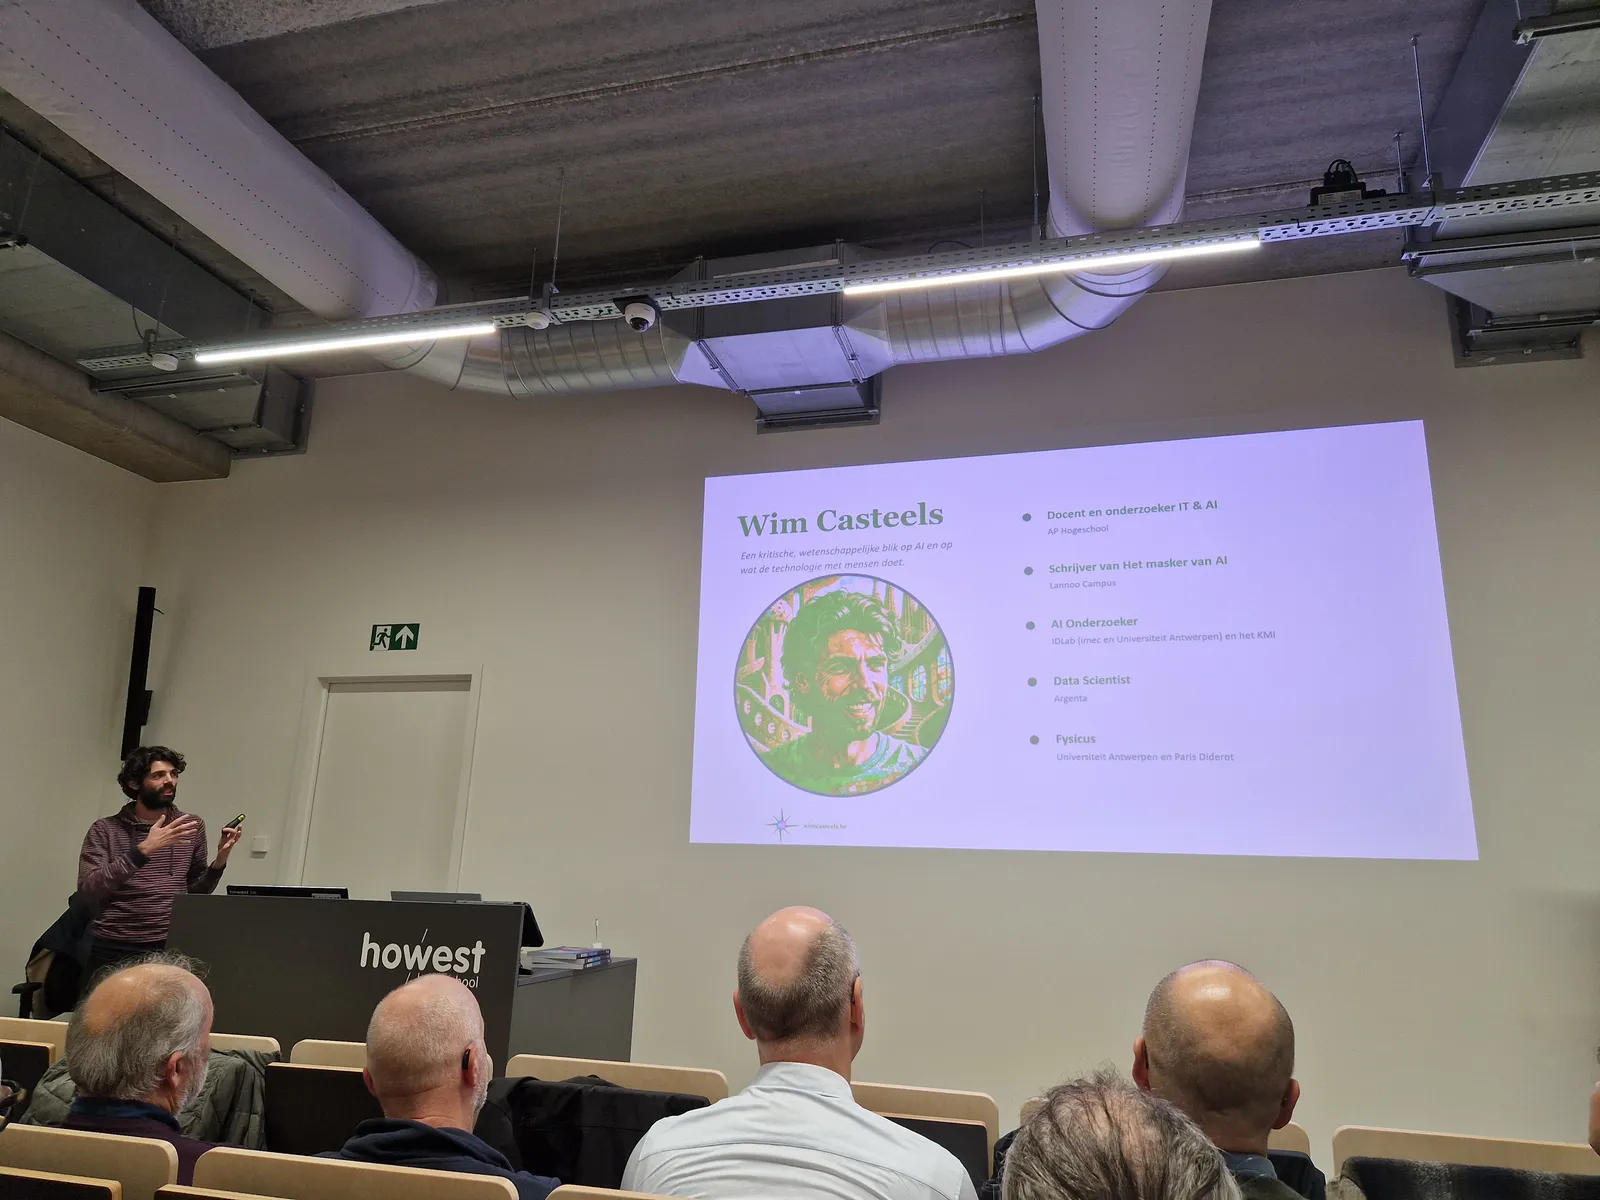 Wim Casteels
Een kritische, wetenschappelijke blik op AI en op
wat de technologie met mensen doet.
Docent en onderzoeker IT & AI
AP Hogeschool
Schrijver van Het masker van AI
Lannoo Campus
AI Onderzoeker
IDLab (imec en Universiteit Antwerpen) en het KMI
Data Scientist
Argenta
Fysicus
Universiteit Antwerpen en Paris Diderot
wimcasteels.be
howest